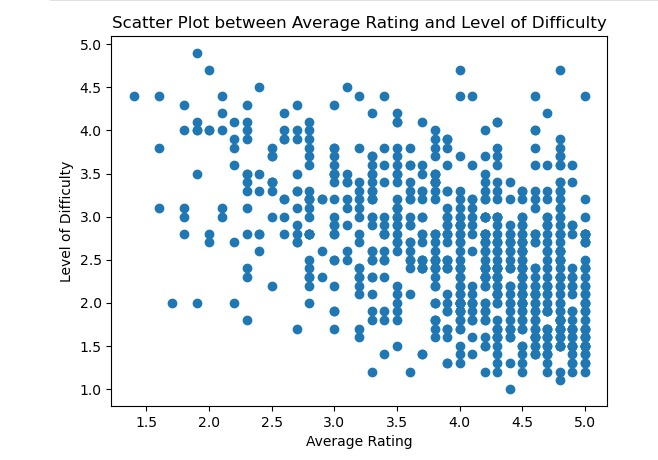 Scatter Plot between Average Rating and Level of Difficulty
5.0
4.5
4.0
3.5
3.0
2.5
2.0
1.5
1.0
Level of Difficulty
1.5 2.0 2.5 3.0 3.5 4.0 4.5 5.0
Average Rating